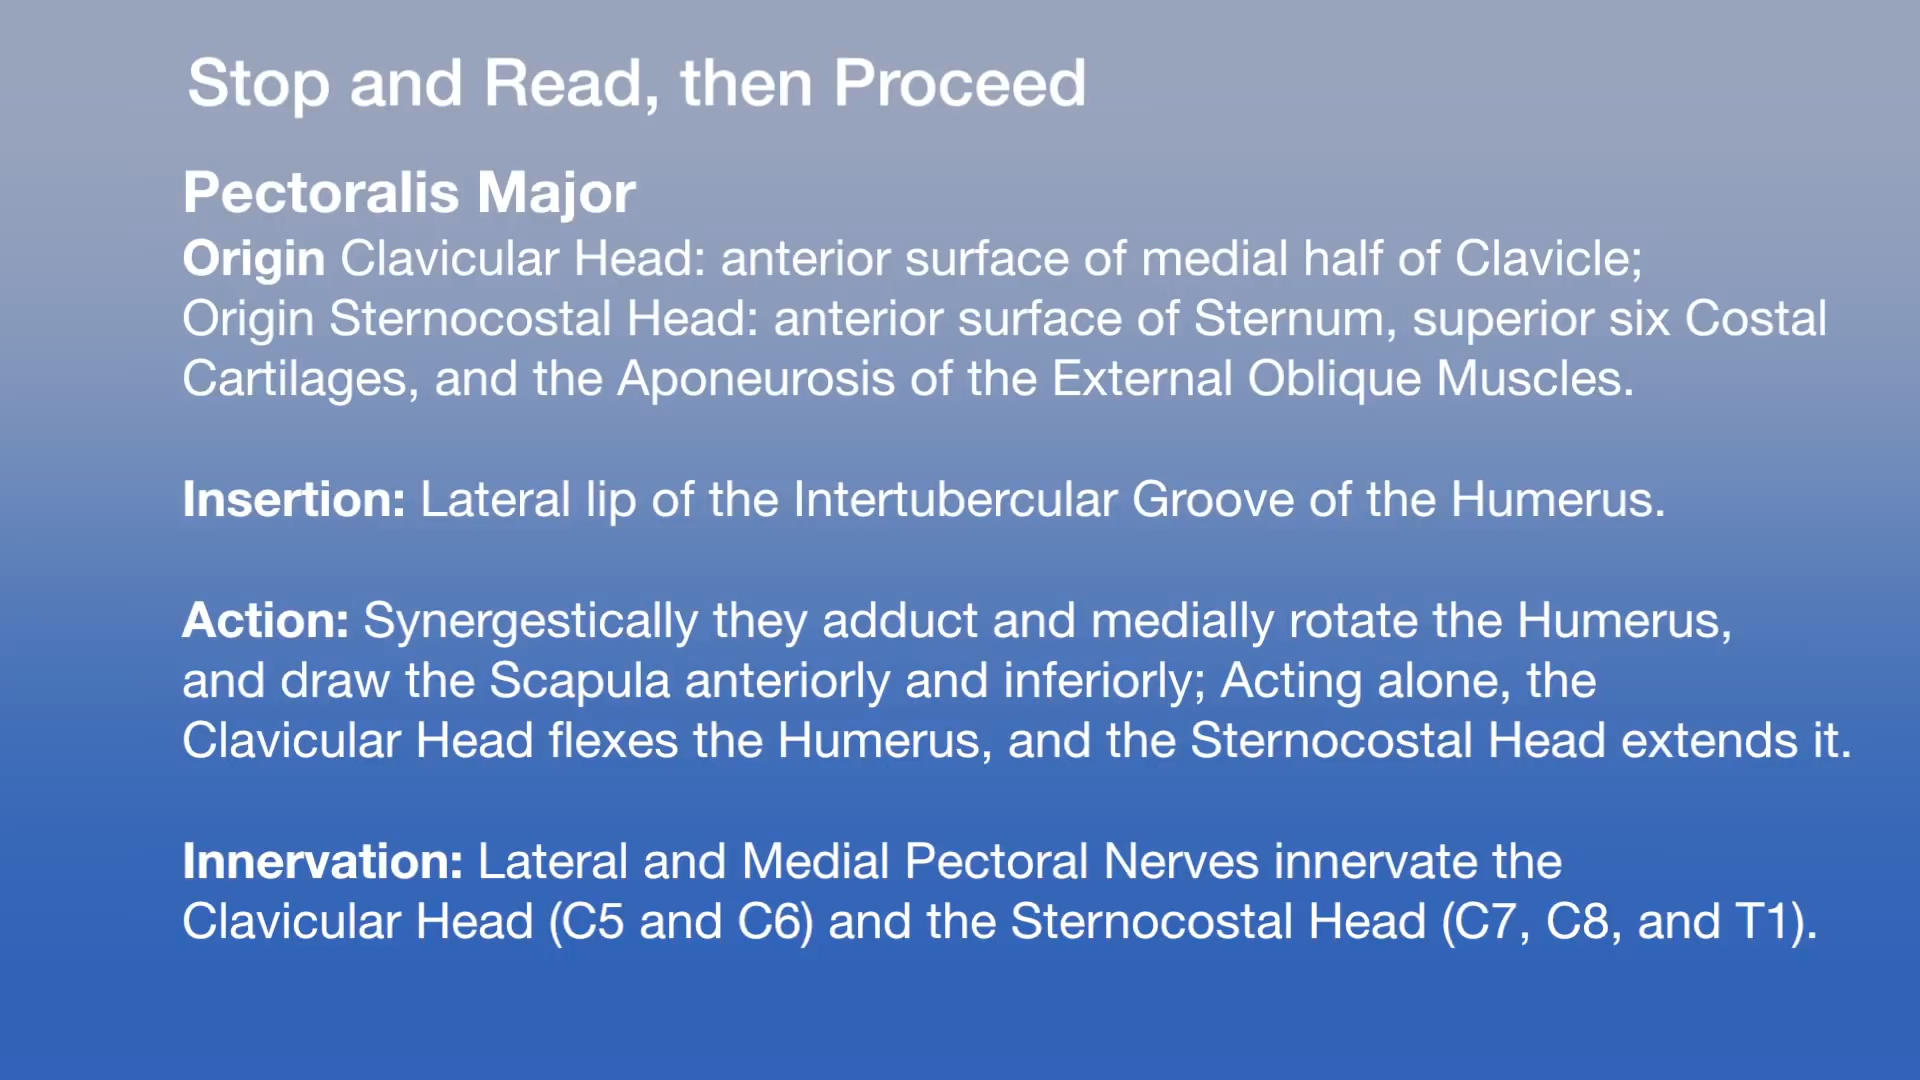 Stop and Read, then Proceed
Pectoralis Major
Origin Clavicular Head: anterior surface of medial half of Clavicle;
Origin Sternocostal Head: anterior surface of Sternum, superior six Costal
Cartilages, and the Aponeurosis of the External Oblique Muscles.
Insertion: Lateral lip of the Intertubercular Groove of the Humerus.
Action: Synergestically they adduct and medially rotate the Humerus,
and draw the Scapula anteriorly and inferiorly; Acting alone, the
Clavicular Head flexes the Humerus, and the Sternocostal Head extends it.
Innervation: Lateral and Medial Pectoral Nerves innervate the
Clavicular Head (C5 and C6) and the Sternocostal Head (C7, C8, and T1).